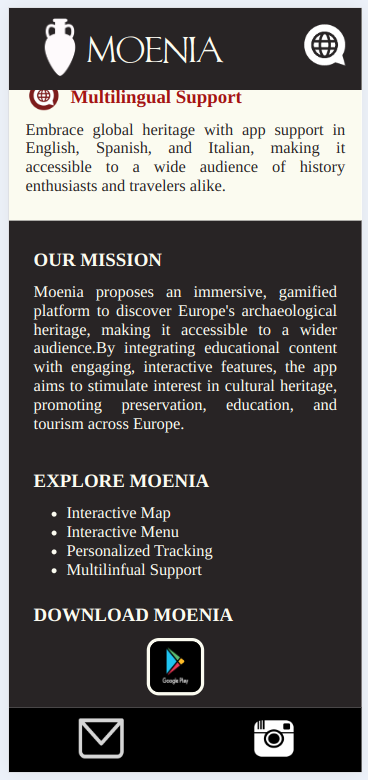 MOENIA
Multilingual Support
Embrace global heritage with app support in
English, Spanish, and Italian, making it
accessible to a wide audience of history
enthusiasts and travelers alike.
OUR MISSION
Moenia proposes an immersive, gamified
platform to discover Europe's archaeological
heritage, making it accessible to a wider
audience.By integrating educational content
with engaging, interactive features, the app
aims to stimulate interest in cultural heritage,
promoting preservation, education, and
tourism across Europe.
EXPLORE MOENIA
Interactive Map
Interactive Menu
Personalized Tracking
Multilinfual Support
DOWNLOAD MOENIA
Google Play